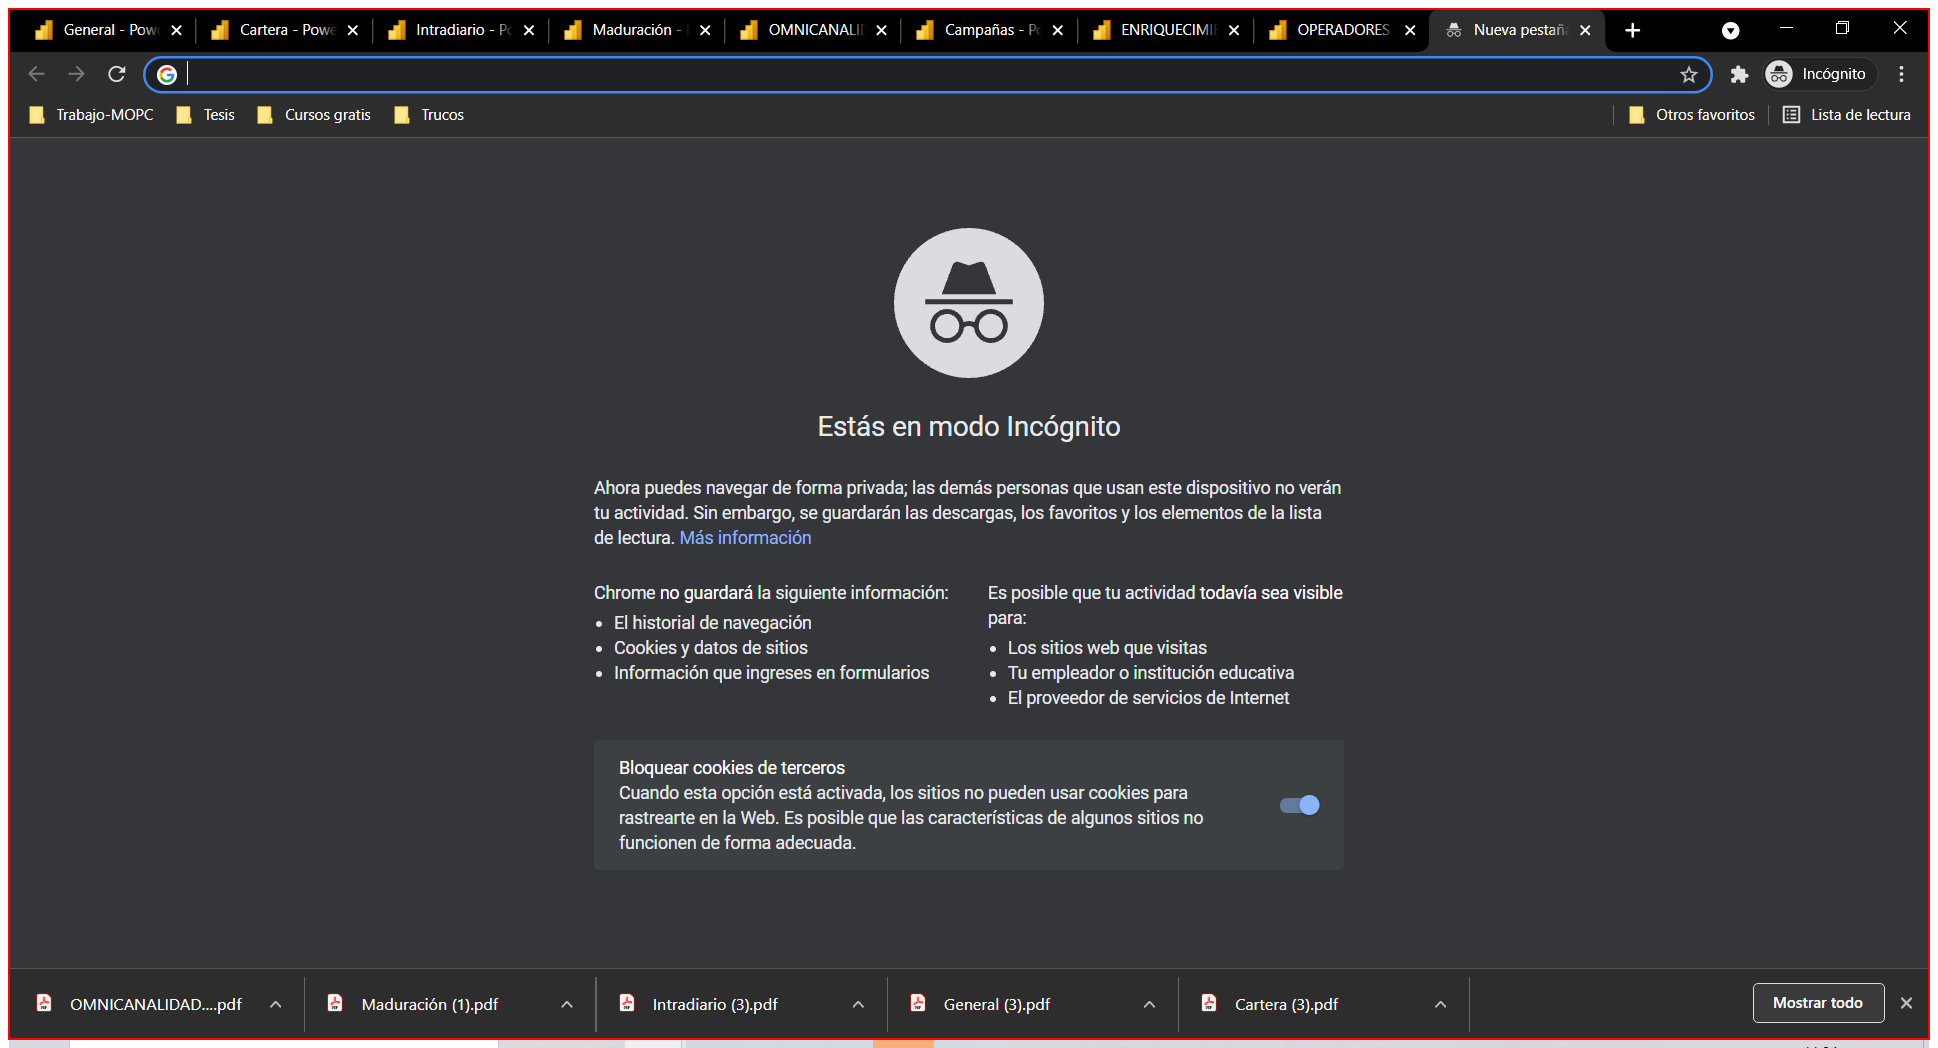 General - Pow
Cartera - Powe
Intradiario - Po
Maduración -
OMNICANALI
Campañas - Po
ENRIQUECIMI
OPERADORES
Nueva pestañ
Incógnito
Trabajo-MOPC
Tesis
Cursos gratis
Trucos
Otros favoritos
Lista de lectura
Estás en modo Incógnito
Ahora puedes navegar de forma privada; las demás personas que usan este dispositivo no verán
tu actividad. Sin embargo, se guardarán las descargas, los favoritos y los elementos de la lista
de lectura. Más información
Chrome no guardará la siguiente información:
El historial de navegación
Cookies y datos de sitios
Información que ingreses en formularios
Es posible que tu actividad todavía sea visible
para:
Los sitios web que visitas
Tu empleador o institución educativa
El proveedor de servicios de Internet
Bloquear cookies de terceros
Cuando esta opción está activada, los sitios no pueden usar cookies para
rastrearte en la Web. Es posible que las características de algunos sitios no
funcionen de forma adecuada.
OMNICANALIDAD....pdf
Maduración (1).pdf
Intradiario (3).pdf
General (3).pdf
Cartera (3).pdf
Mostrar todo